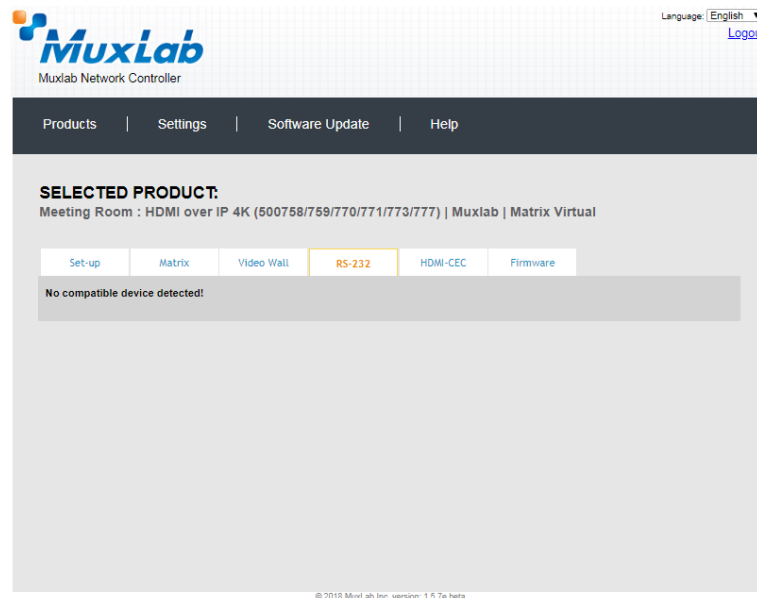 Language: English
Logou
MuxLab
Muxlab Network Controller
Products | Settings | Software Update | Help
SELECTED PRODUCT:
Meeting Room : HDMI over IP 4K (500758/759/770/771/773/777) | Muxlab | Matrix Virtual
Set-up Matrix Video Wall RS-232 HDMI-CEC Firmware
No compatible device detected!
© 2018 MuxLab Inc. version: 1.5.7e beta